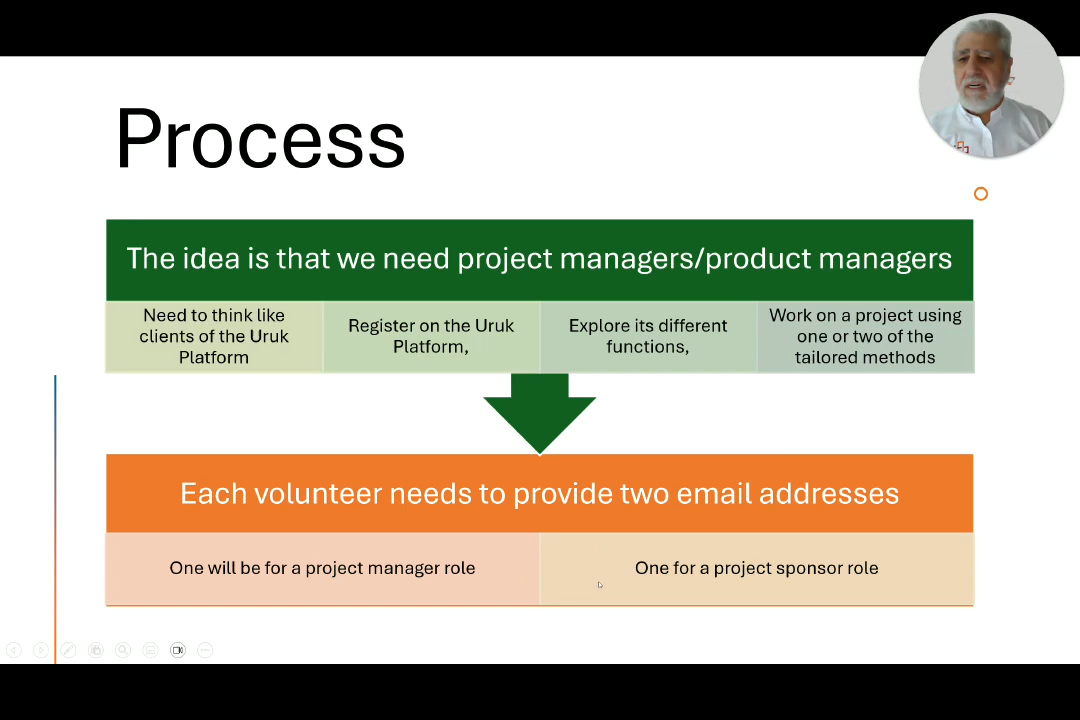 Process
The idea is that we need project managers/product managers
Need to think like
clients of the Uruk
Platform
Register on the Uruk
Platform,
Explore its different
functions,
Work on a project using
one or two of the
tailored methods
Each volunteer needs to provide two email addresses
One will be for a project manager role
One for a project sponsor role